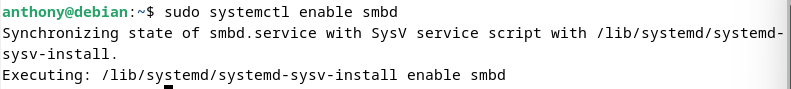 anthony@debian:~$ sudo systemctl enable smbd
Synchronizing state of smbd.service with SysV service script with /lib/systemd/systemd-
sysv-install.
Executing: /lib/systemd/systemd-sysv-install enable smbd